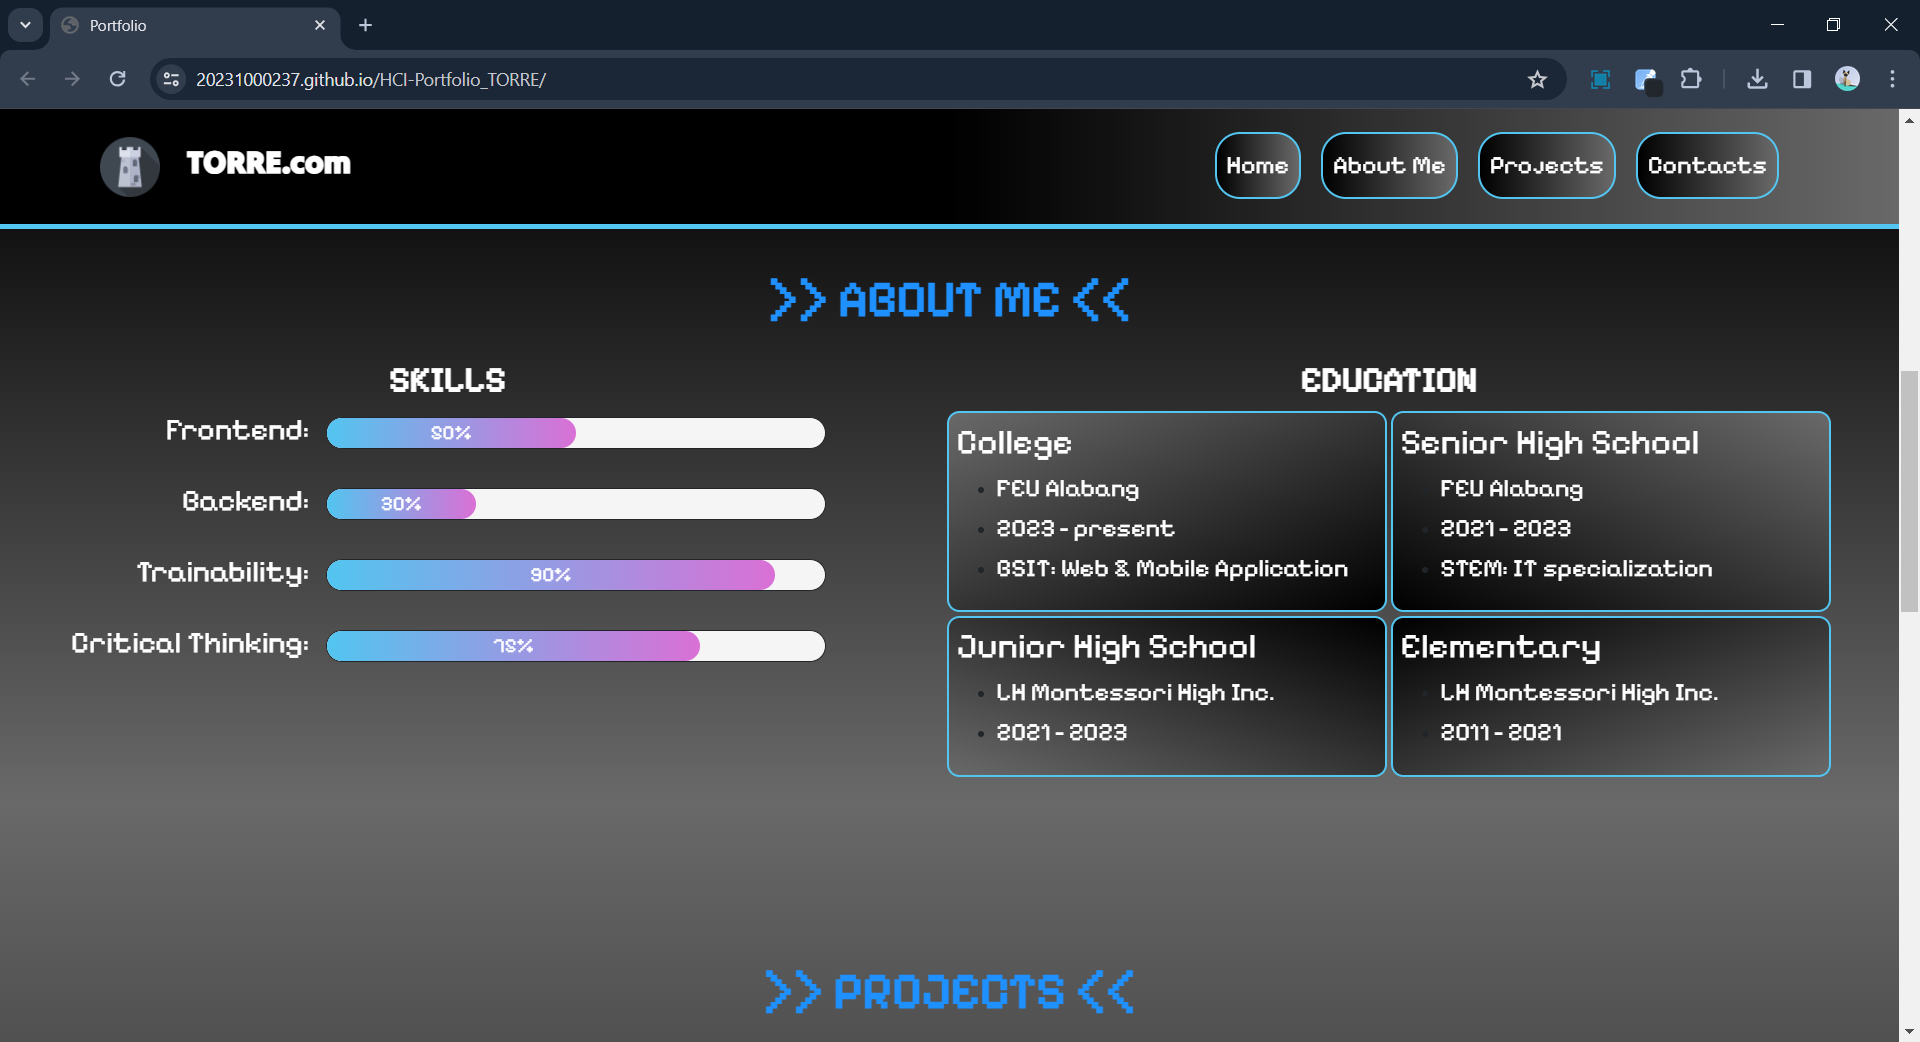 Portfolio
20231000237.github.io/HCI-Portfolio_TORRE/
TORRE.com
Home
About Me
Projects
Contacts
>> ABOUT ME <<
SKILLS
Frontend:
50%
Backend:
30%
Trainability:
90%
Critical Thinking:
75%
EDUCATION
College
FEU Alabang
2023 - present
BSIT: Web & Mobile Application
Senior High School
FEU Alabang
2021 - 2023
STEM: IT specialization
Junior High School
LH Montessori High Inc.
2021 - 2023
Elementary
LH Montessori High Inc.
2011 - 2021
>> PROJECTS <<